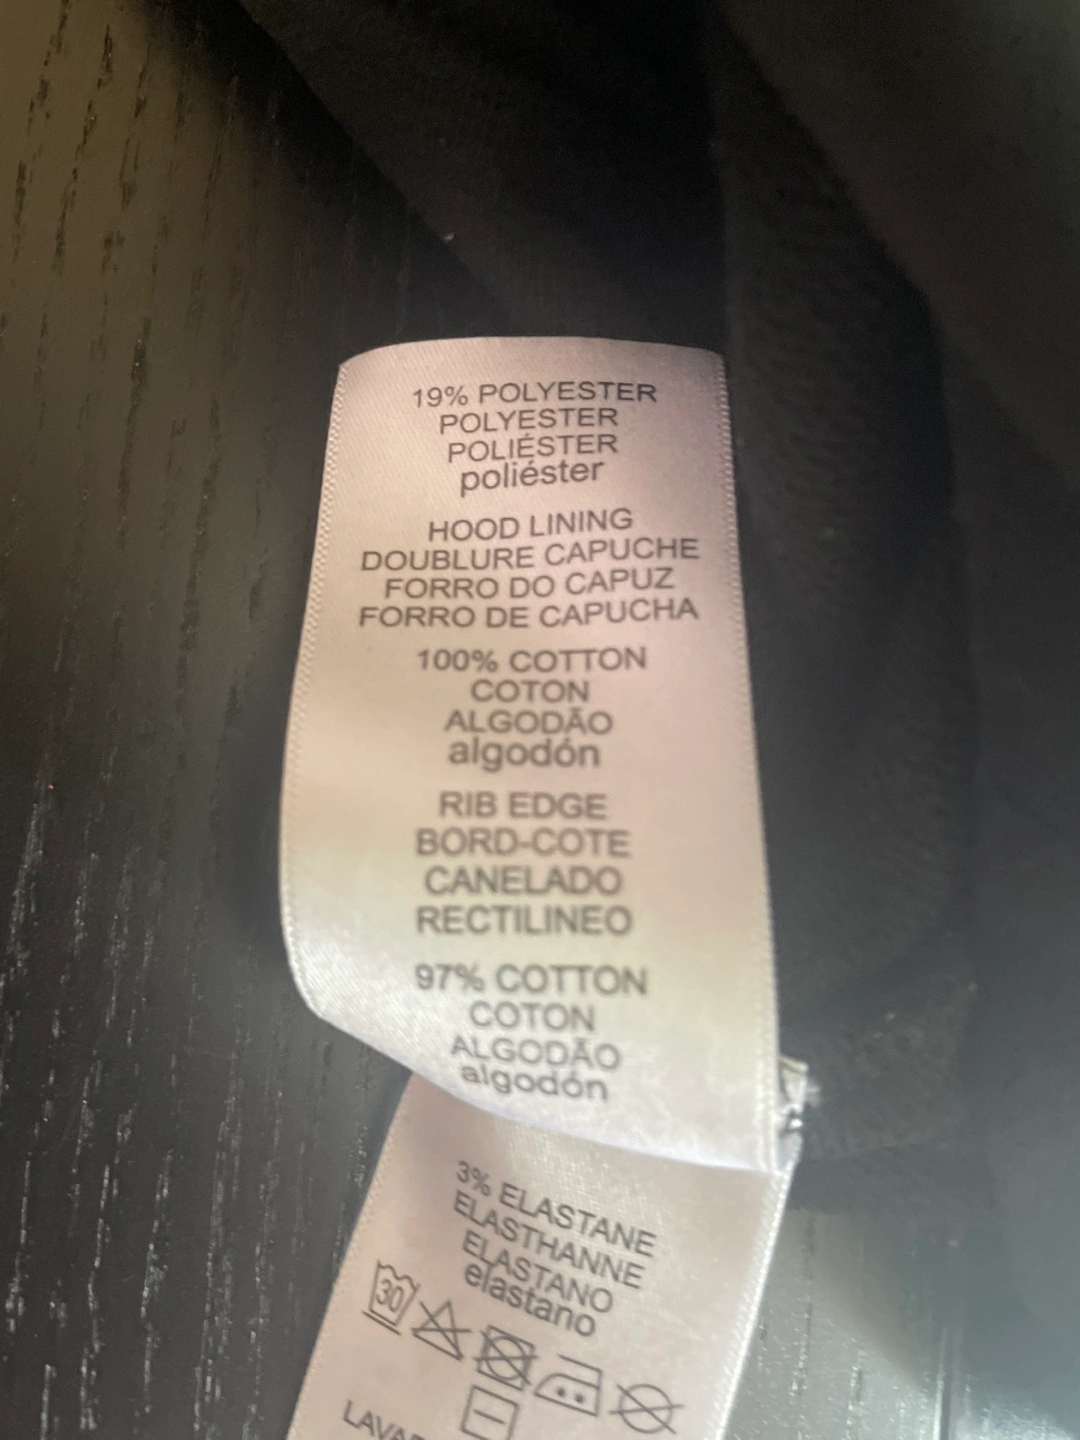 19% POLYESTER
POLYESTER
POLIÉSTER
poliéster
HOOD LINING
DOUBLURE CAPUCHE
FORRO DO CAPUZ
FORRO DE CAPUCHA
100% COTTON
COTON
ALGODÃO
algodón
RIB EDGE
BORD-COTE
CANELADO
RECTILINEO
97% COTTON
COTON
ALGODÃO
algodón
3% ELASTANE
ELASTHANNE
ELASTANO
elastano
30